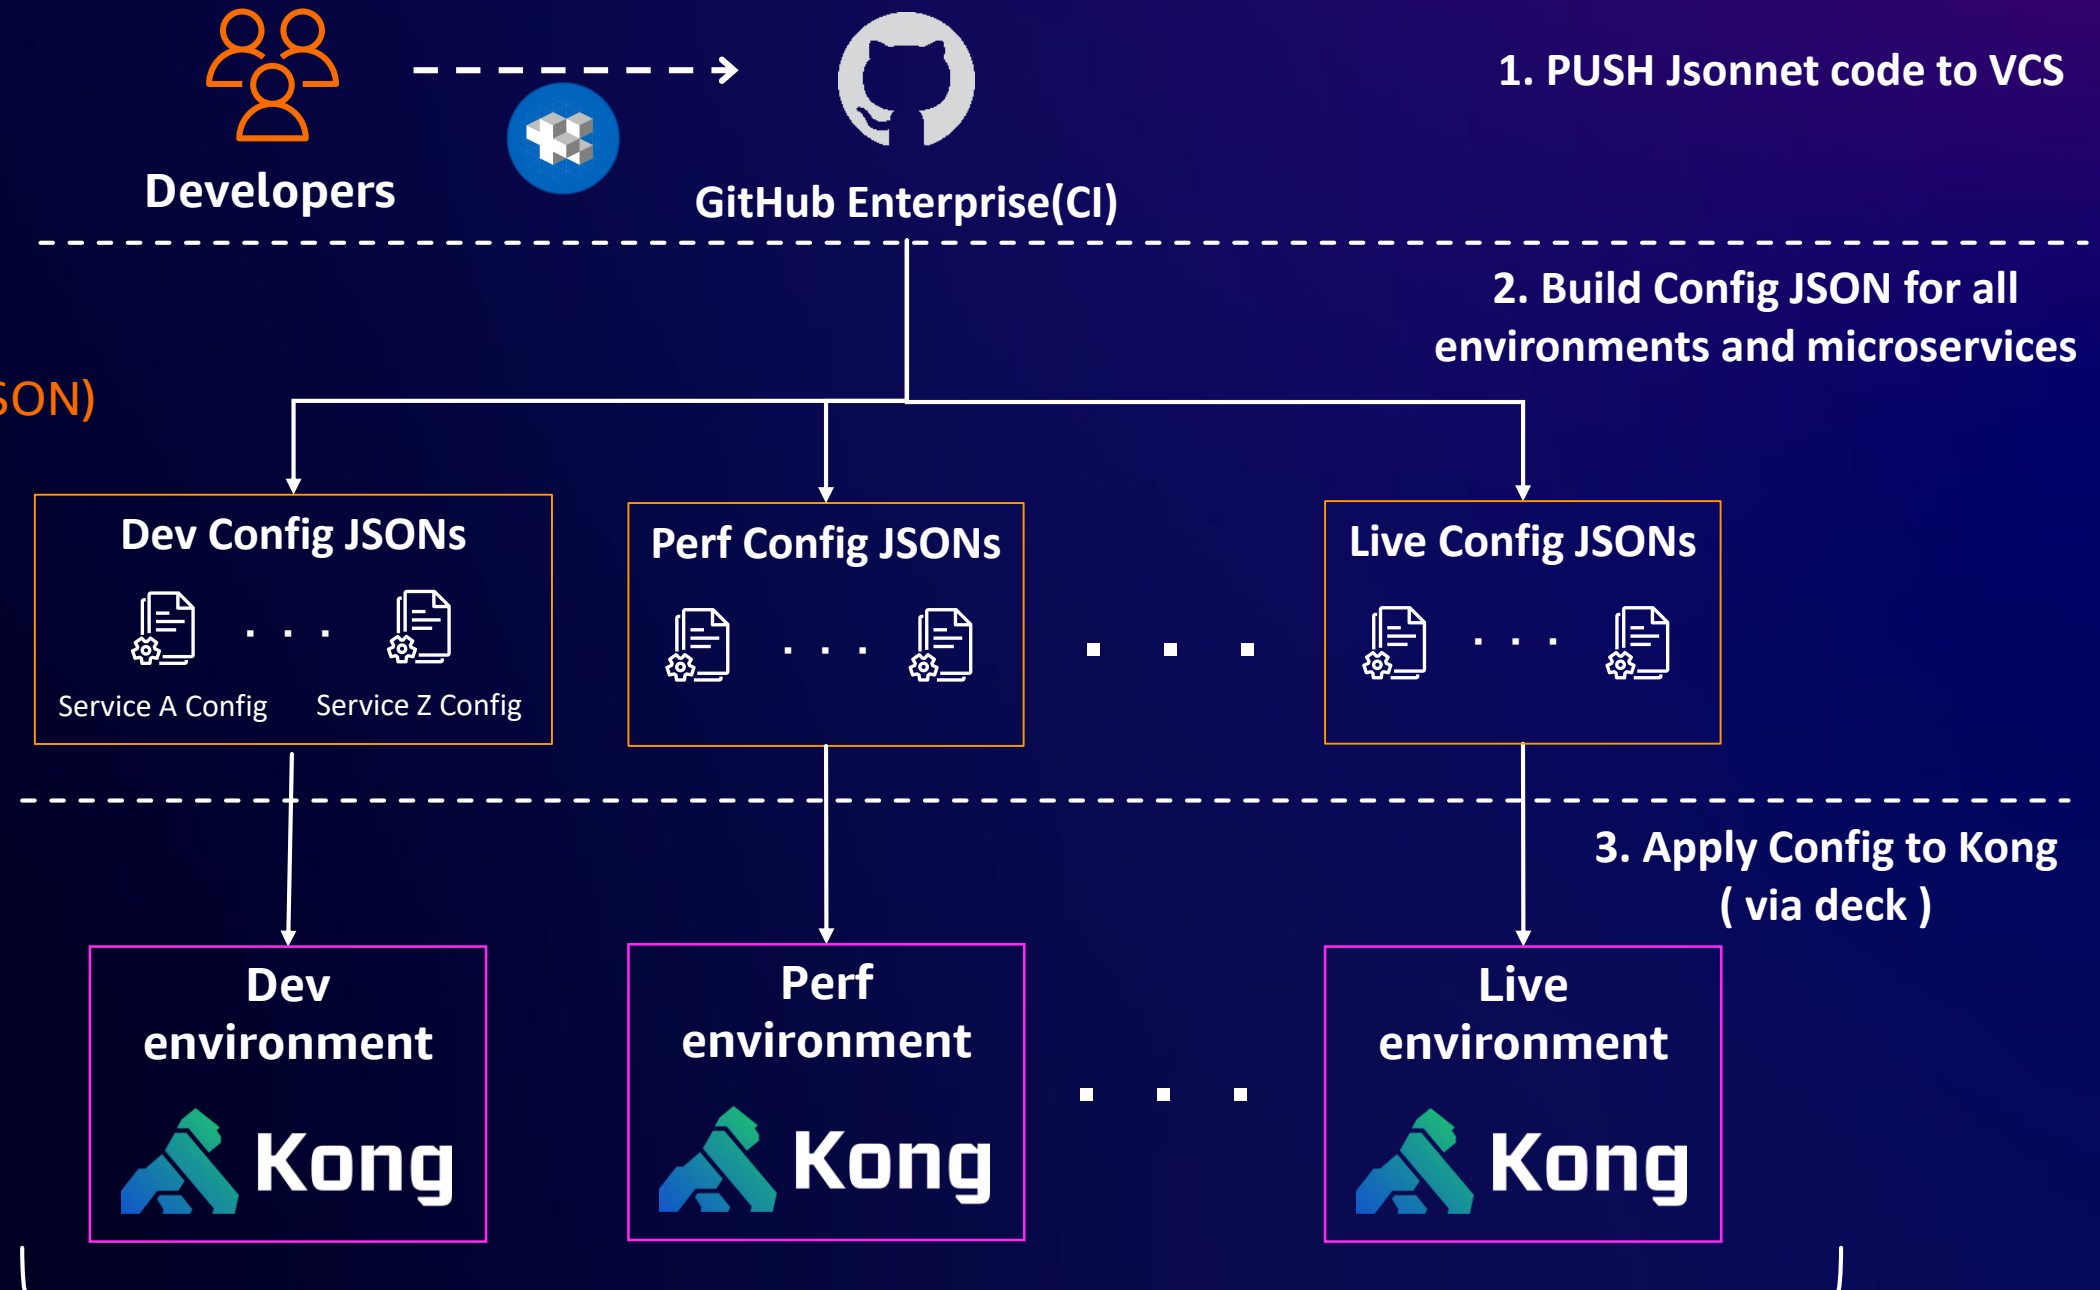 1. PUSH Jsonnet code to VCS
Developers
GitHub Enterprise(CI)
2. Build Config JSON for all
environments and microservices
SON)
Dev Config JSONs
Perf Config JSONs
Live Config JSONs
. . .
. . .
. . .
. . .
Service A Config
Service Z Config
3. Apply Config to Kong
( via deck )
Dev
environment
Perf
environment
Live
environment
. . .
Kong
Kong
Kong